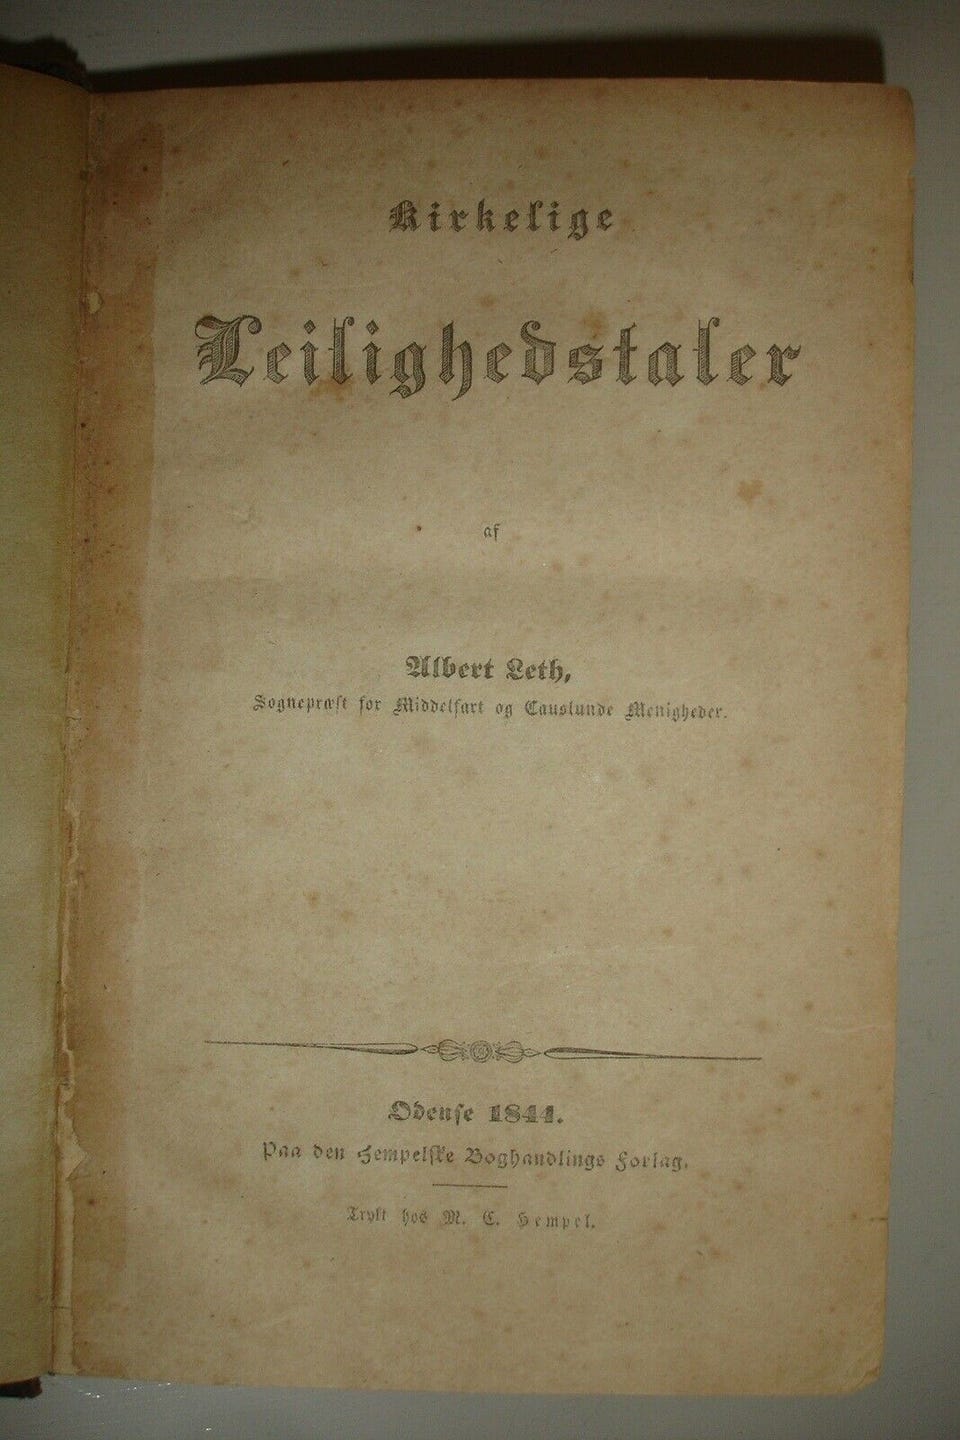 Kirkelige
Leilighedstaler
af
Albert Leth,
Sognepræst for Middelfart og Causlunde Menigheder.
Odense 1844.
Paa den Hempelske Boghandlings Forlag.
Trykt hos M. C. Hempel.